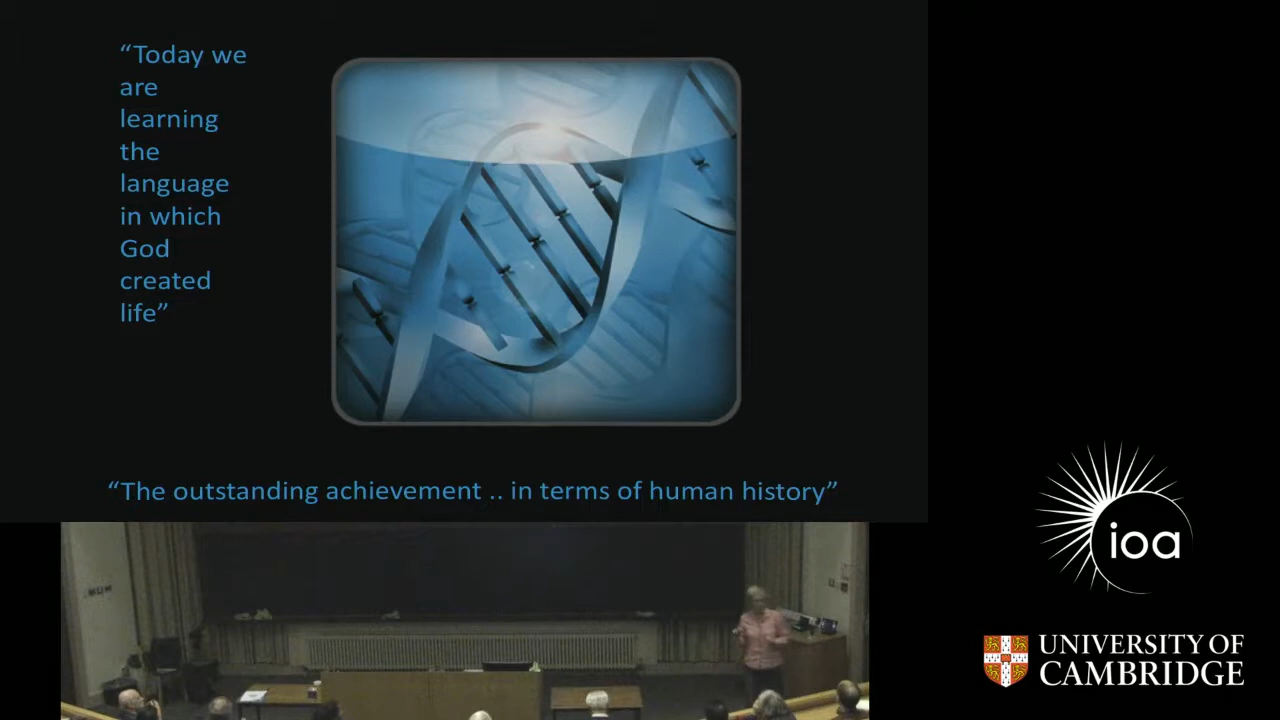 “Today we
are
learning
the
language
in which
God
created
life”
“The outstanding achievement .. in terms of human history”
ioa
UNIVERSITY OF
CAMBRIDGE